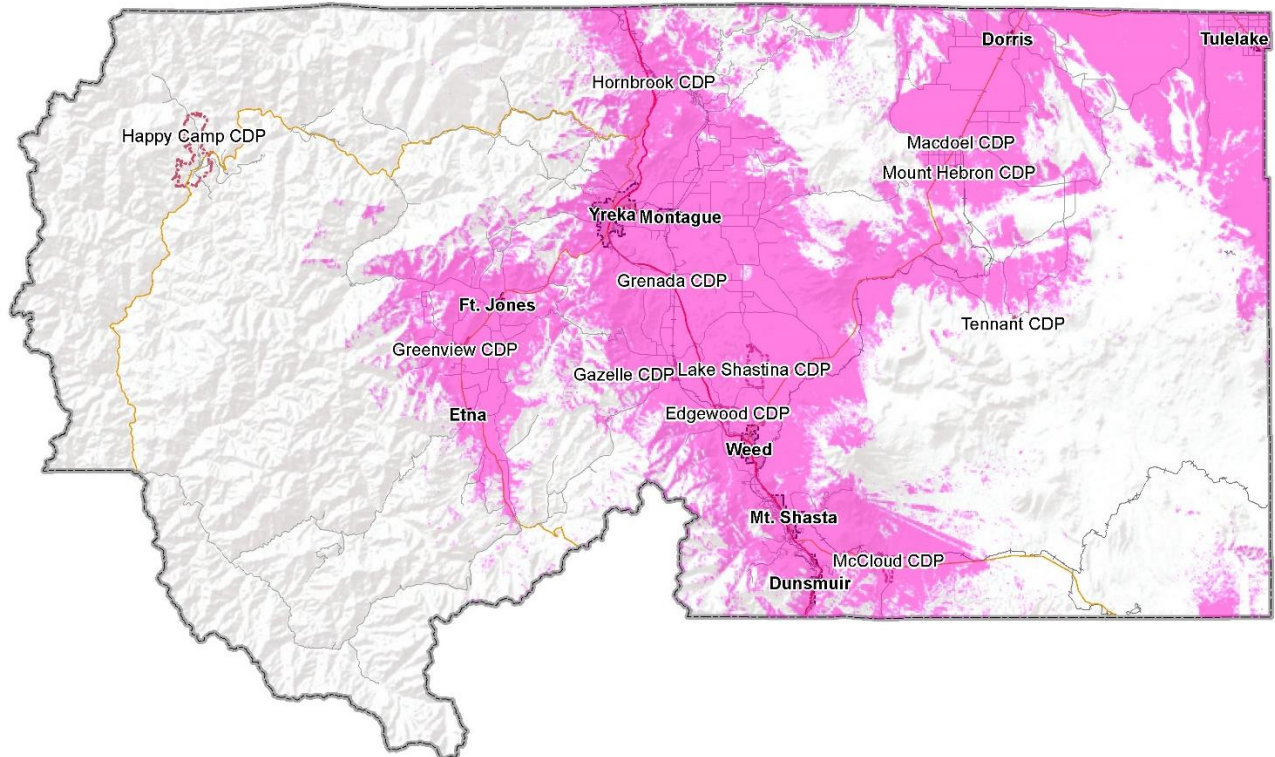 Dorris
Tulelake
Hornbrook CDP
Happy Camp CDP
Macdoel CDP
Mount Hebron CDP
Yreka
Montague
Grenada CDP
Ft. Jones
Tennant CDP
Greenview CDP
Gazelle CDP
Lake Shastina CDP
Etna
Edgewood CDP
Weed
Mt. Shasta
McCloud CDP
Dunsmuir